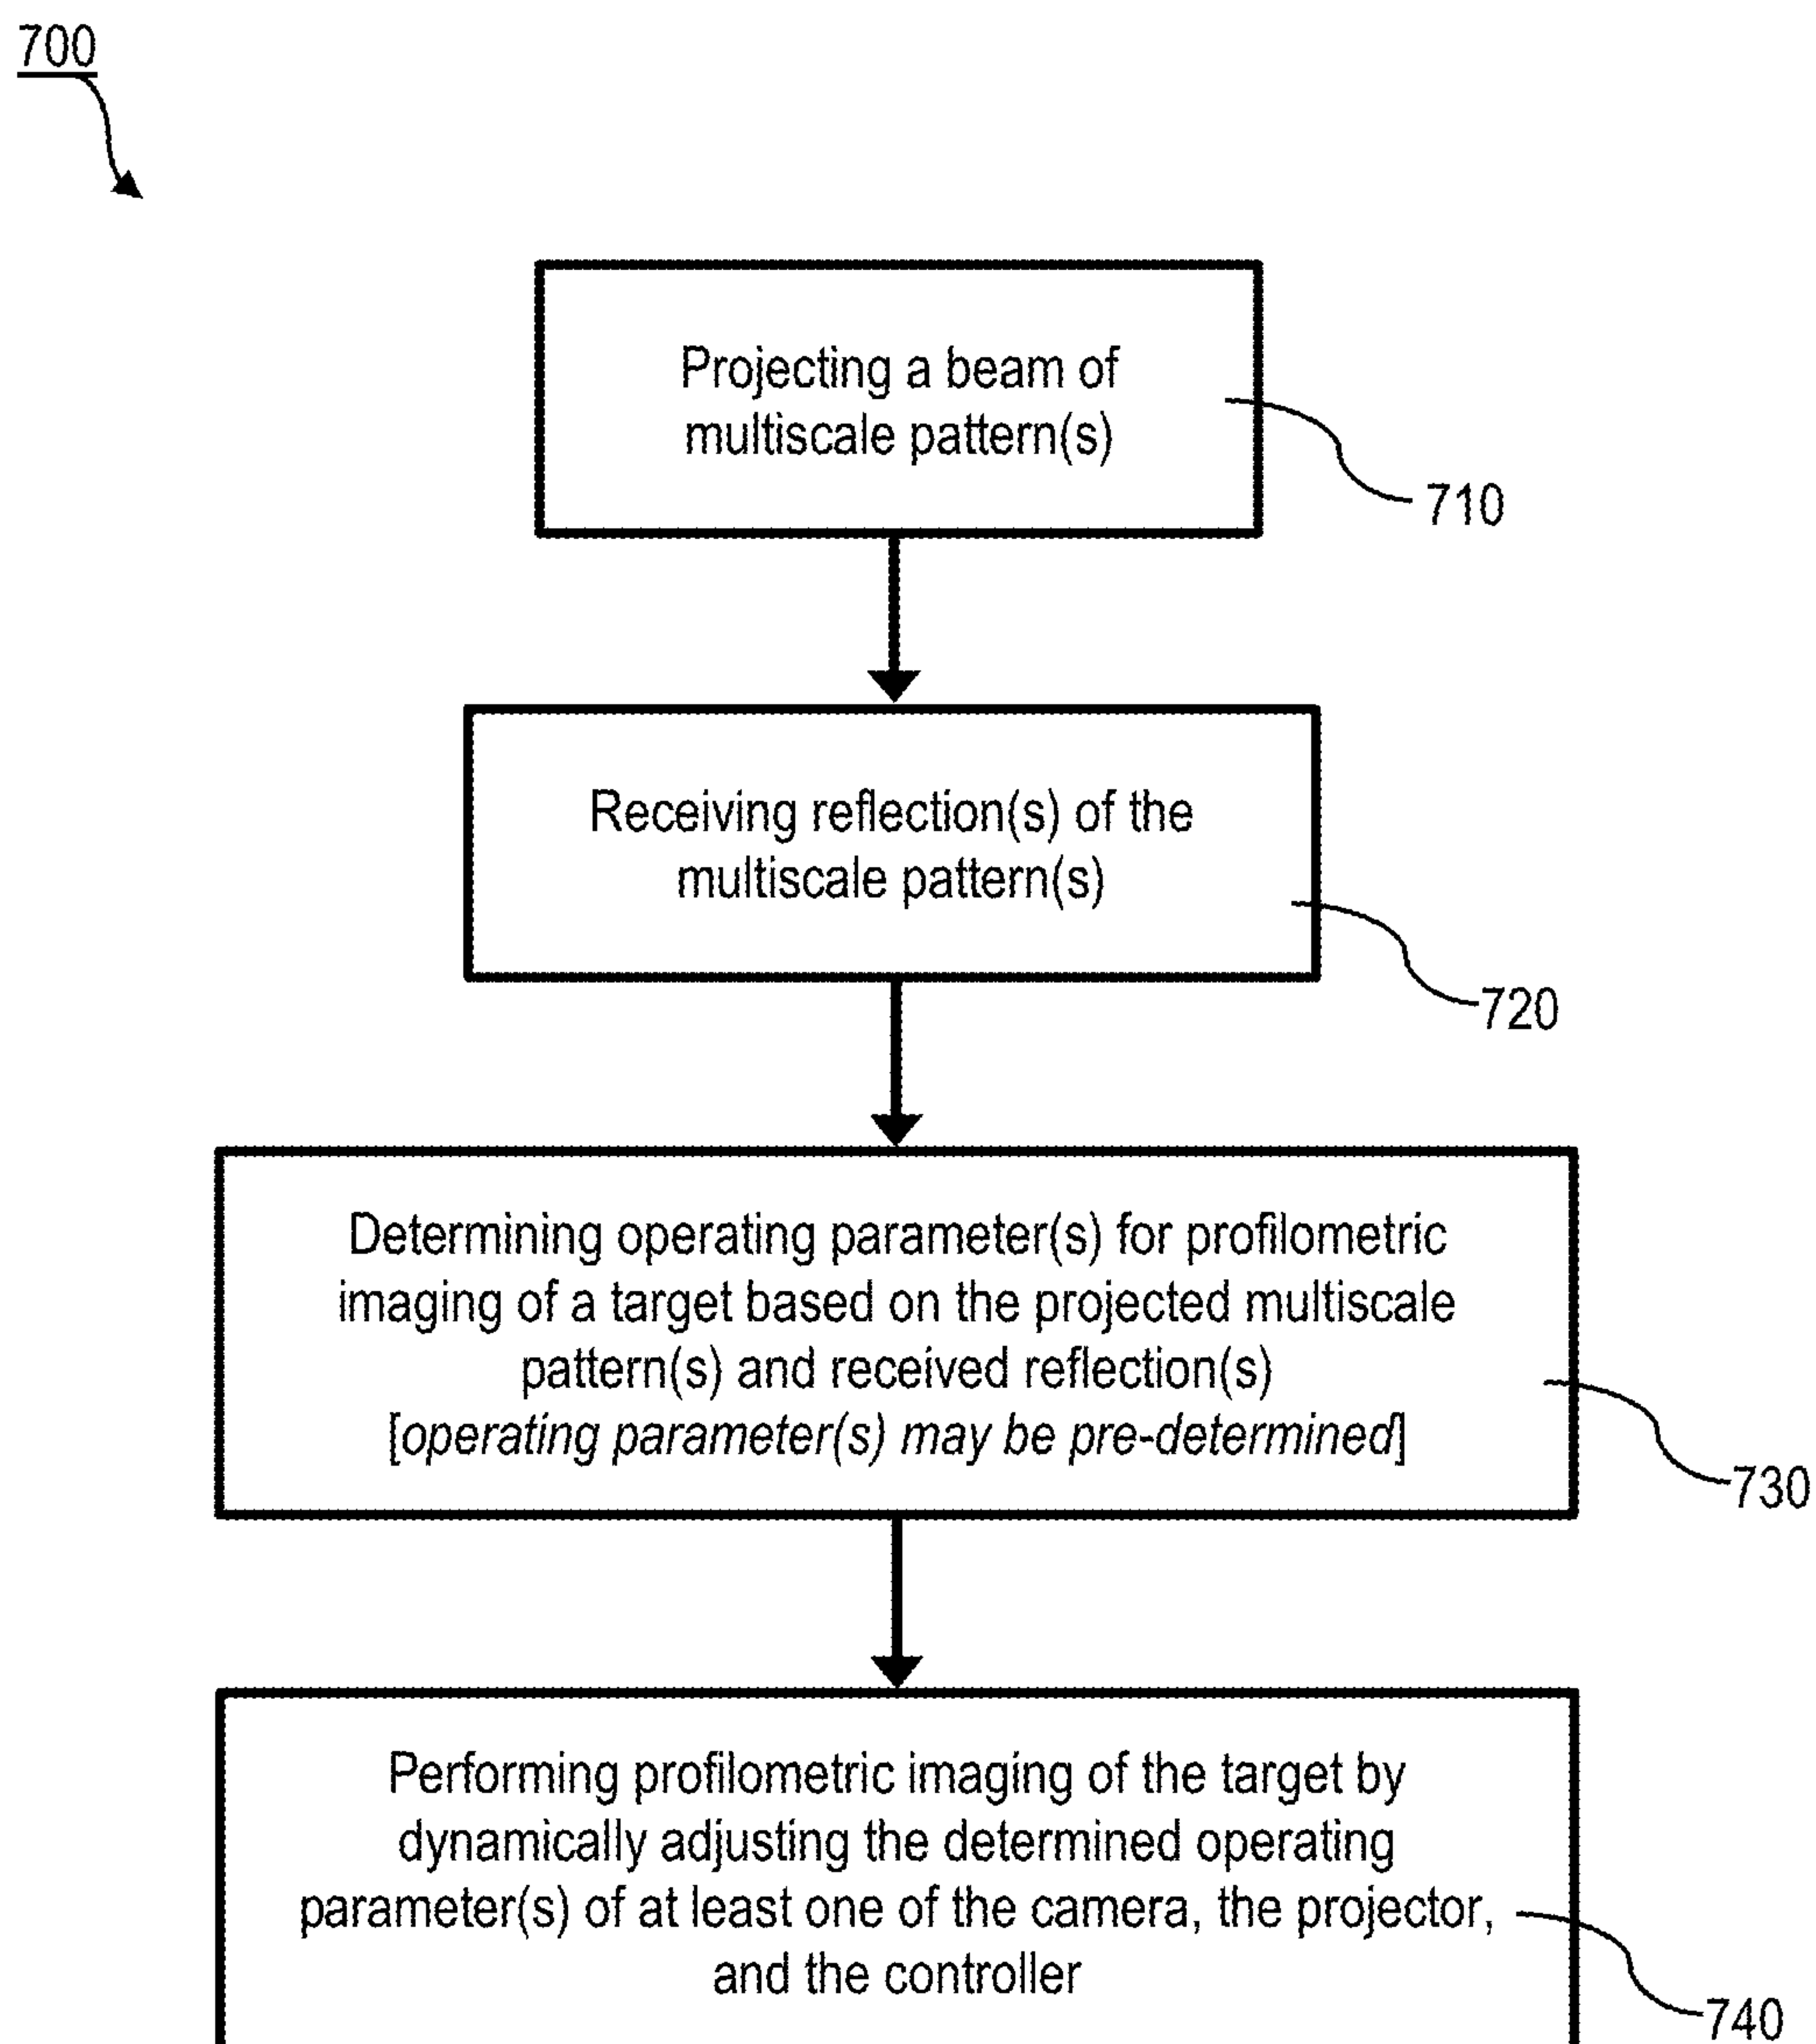 700
Projecting a beam of
multiscale pattern(s)
710
Receiving reflection(s) of the
multiscale pattern(s)
720
Determining operating parameter(s) for profilometric
imaging of a target based on the projected multiscale
pattern(s) and received reflection(s)
[operating parameter(s) may be pre-determined]
730
Performing profilometric imaging of the target by
dynamically adjusting the determined operating
parameter(s) of at least one of the camera, the projector,
and the controller
740